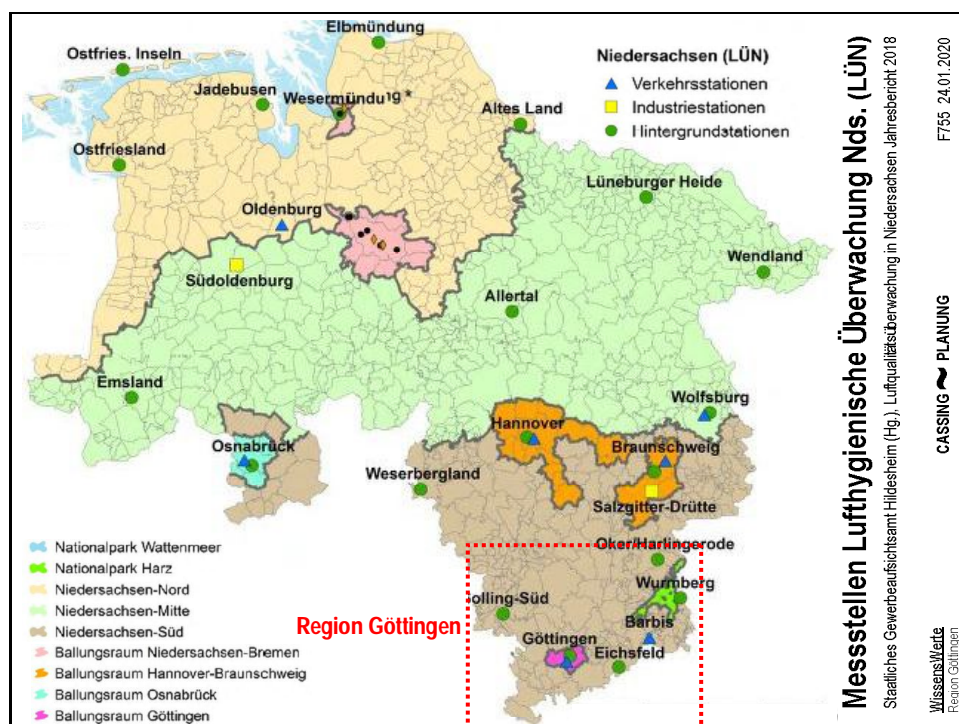 Elbmündung
Ostfries. Inseln
Niedersachsen (LÜN)
Verkehrsstationen
Industriestationen
Hintergrundstationen
Jadebusen
Wesermündung *
Altes Land
Ostfriesland
Lüneburger Heide
Oldenburg
Wendland
Südoldenburg
Allertal
Emsland
Wolfsburg
Hannover
Osnabrück
Braunschweig
Weserbergland
Salzgitter-Drütte
Oker/Harlingerode
Wurmberg
olling-Süd
Barbis
Region Göttingen
Göttingen
Eichsfeld
Nationalpark Wattenmeer
Nationalpark Harz
Niedersachsen-Nord
Niedersachsen-Mitte
Niedersachsen-Süd
Ballungsraum Niedersachsen-Bremen
Ballungsraum Hannover-Braunschweig
Ballungsraum Osnabrück
Ballungsraum Göttingen
Messstellen Lufthygienische Überwachung Nds. (LÜN)
Staatliches Gewerbeaufsichtsamt Hildesheim (Hg.), Luftqualitätsüberwachung in Niedersachsen Jahresbericht 2018
WissensWerte
Region Göttingen
CASSING PLANUNG
F755 24.01.2020